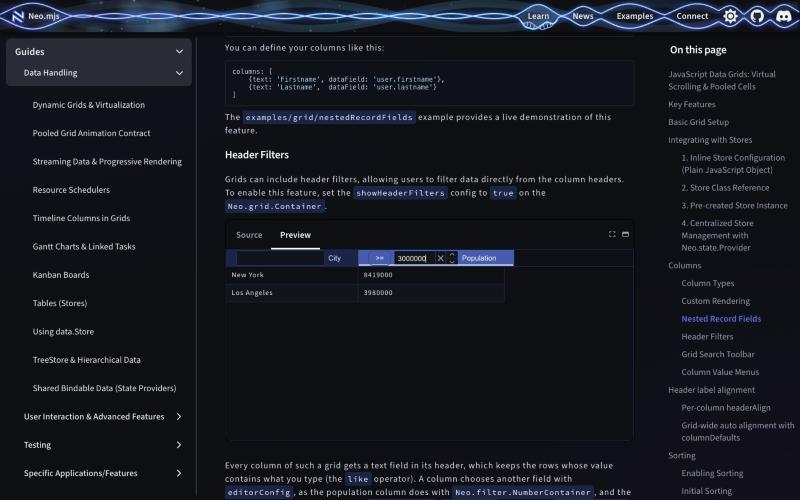 Neo.mjs
Learn
News
Examples
Connect
Guides
Data Handling
Dynamic Grids & Virtualization
Pooled Grid Animation Contract
Streaming Data & Progressive Rendering
Resource Schedulers
Timeline Columns in Grids
Gantt Charts & Linked Tasks
Kanban Boards
Tables (Stores)
Using data.Store
TreeStore & Hierarchical Data
Shared Bindable Data (State Providers)
User Interaction & Advanced Features
Testing
Specific Applications/Features
You can define your columns like this:
columns: [
{text: 'Firstname', dataField: 'user.firstname'},
{text: 'Lastname',  dataField: 'user.lastname'}
]
The examples/grid/nestedRecordFields example provides a live demonstration of this
feature.
Header Filters
Grids can include header filters, allowing users to filter data directly from the column headers.
To enable this feature, set the showHeaderFilters config to true on the
Neo.grid.Container.
Source
Preview
City
>=
3000000
Population
New York
8419000
Los Angeles
3980000
Every column of such a grid gets a text field in its header, which keeps the rows whose value
contains what you type (the like operator). A column chooses another field with
editorConfig, as the population column does with Neo.filter.NumberContainer, and the
On this page
JavaScript Data Grids: Virtual
Scrolling & Pooled Cells
Key Features
Basic Grid Setup
Integrating with Stores
1. Inline Store Configuration
(Plain JavaScript Object)
2. Store Class Reference
3. Pre-created Store Instance
4. Centralized Store
Management with
Neo.state.Provider
Columns
Column Types
Custom Rendering
Nested Record Fields
Header Filters
Grid Search Toolbar
Column Value Menus
Header label alignment
Per-column headerAlign
Grid-wide auto alignment with
columnDefaults
Sorting
Enabling Sorting
Initial Sorting